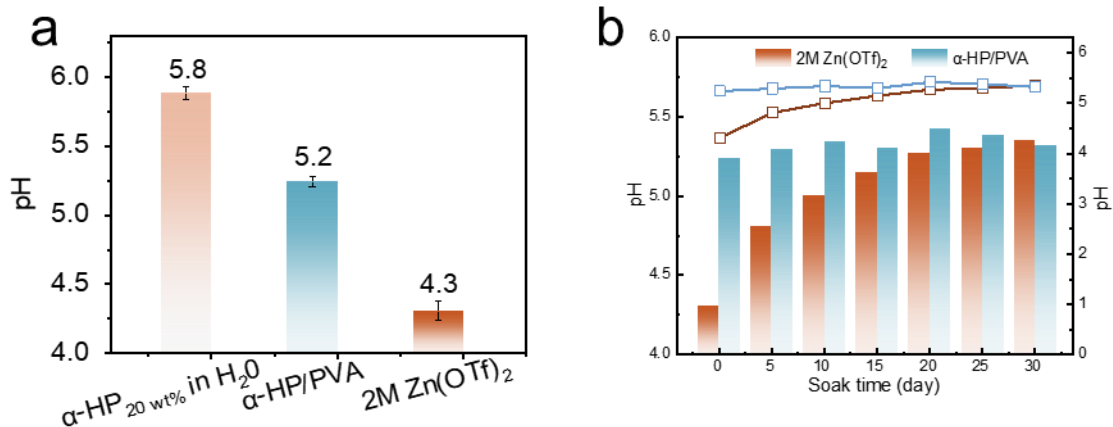 a
pH
6.0
5.5
5.0
4.5
4.0
5.8
5.2
4.3
α-HP 20 wt% in H₂0
α-HP/PVA
2M Zn(OTf)₂
b
2M Zn(OTf)₂
α-HP/PVA
pH
6.0
5.5
5.0
4.5
4.0
0 5 10 15 20 25 30
Soak time (day)
6
5
4
3
2
1
0
pH